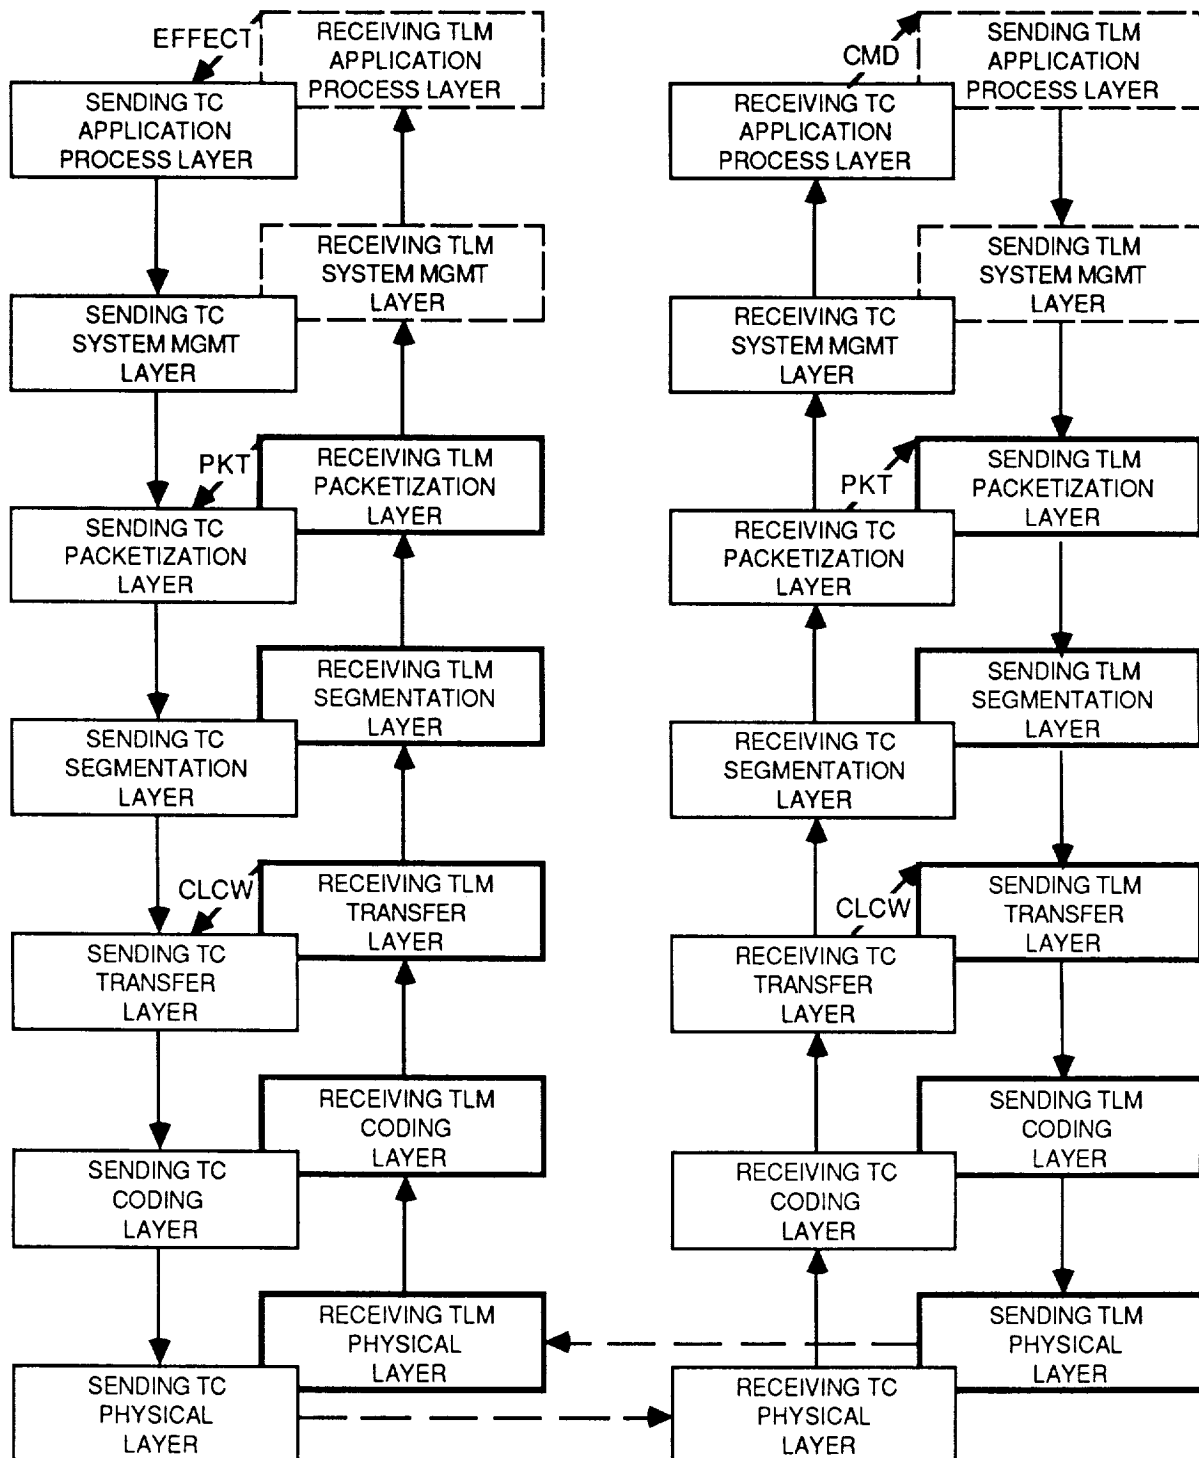 EFFECT
RECEIVING TLM
APPLICATION
PROCESS LAYER
SENDING TC
APPLICATION
PROCESS LAYER
RECEIVING TLM
SYSTEM MGMT
LAYER
SENDING TC
SYSTEM MGMT
LAYER
PKT
RECEIVING TLM
PACKETIZATION
LAYER
SENDING TC
PACKETIZATION
LAYER
RECEIVING TLM
SEGMENTATION
LAYER
SENDING TC
SEGMENTATION
LAYER
CLCW
RECEIVING TLM
TRANSFER
LAYER
SENDING TC
TRANSFER
LAYER
RECEIVING TLM
CODING
LAYER
SENDING TC
CODING
LAYER
RECEIVING TLM
PHYSICAL
LAYER
SENDING TC
PHYSICAL
LAYER
CMD
SENDING TLM
APPLICATION
PROCESS LAYER
RECEIVING TC
APPLICATION
PROCESS LAYER
SENDING TLM
SYSTEM MGMT
LAYER
RECEIVING TC
SYSTEM MGMT
LAYER
PKT
SENDING TLM
PACKETIZATION
LAYER
RECEIVING TC
PACKETIZATION
LAYER
SENDING TLM
SEGMENTATION
LAYER
RECEIVING TC
SEGMENTATION
LAYER
CLCW
SENDING TLM
TRANSFER
LAYER
RECEIVING TC
TRANSFER
LAYER
SENDING TLM
CODING
LAYER
RECEIVING TC
CODING
LAYER
SENDING TLM
PHYSICAL
LAYER
RECEIVING TC
PHYSICAL
LAYER